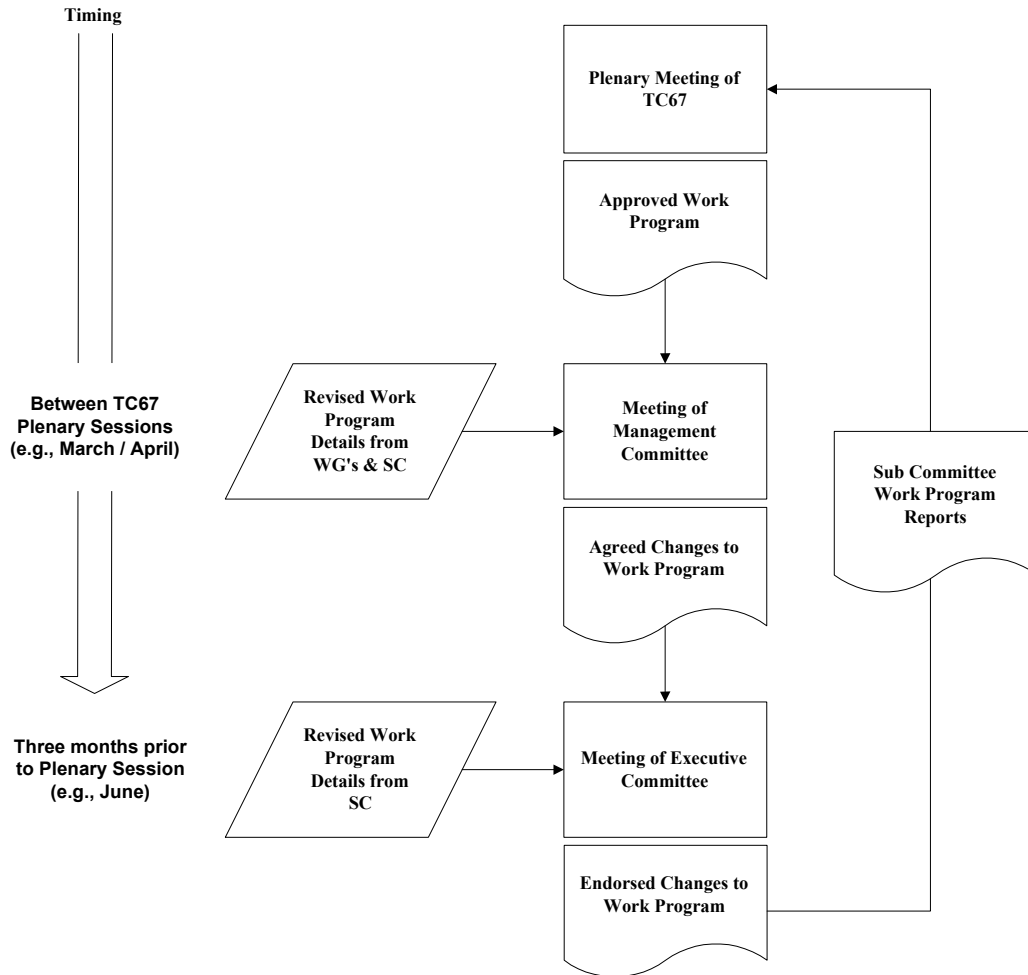 Timing
Plenary Meeting of
TC67
Approved Work
Program
Between TC67
Plenary Sessions
(e.g., March / April)
Revised Work
Program
Details from
WG's & SC
Meeting of
Management
Committee
Sub Committee
Work Program
Reports
Agreed Changes to
Work Program
Three months prior
to Plenary Session
(e.g., June)
Revised Work
Program
Details from
SC
Meeting of Executive
Committee
Endorsed Changes to
Work Program